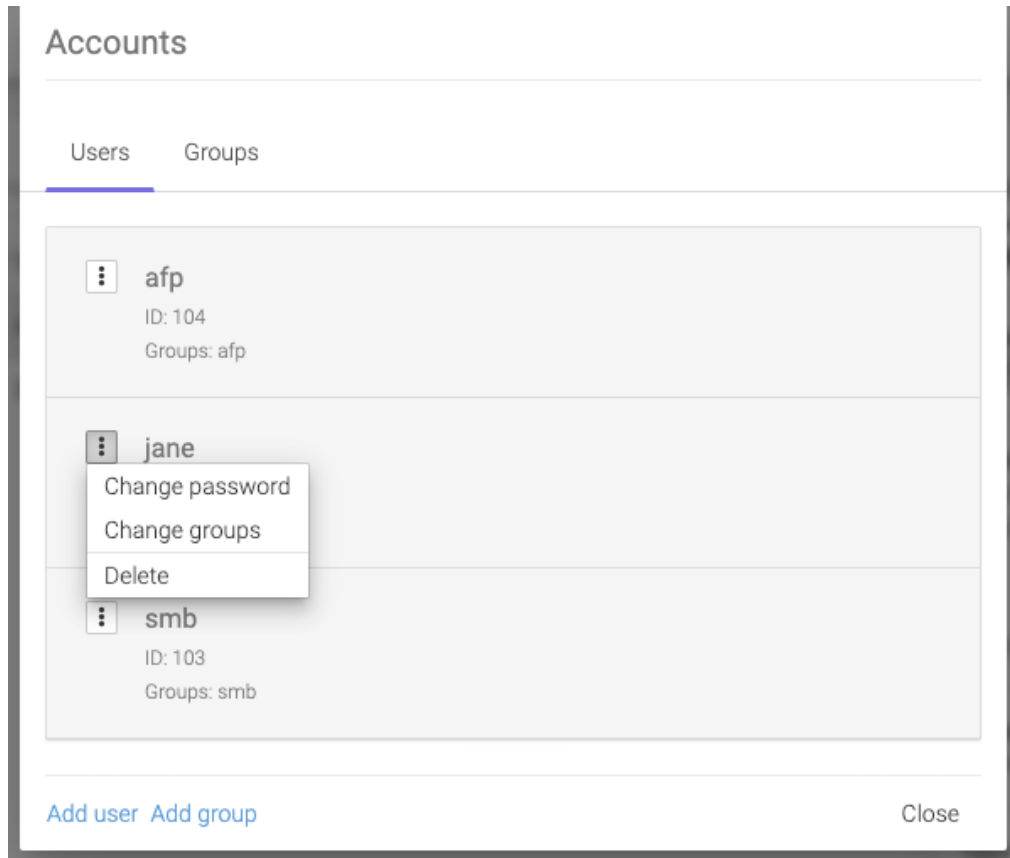 Accounts
Users Groups
afp
ID: 104
Groups: afp
jane
Change password
Change groups
Delete
smb
ID: 103
Groups: smb
Add user Add group Close